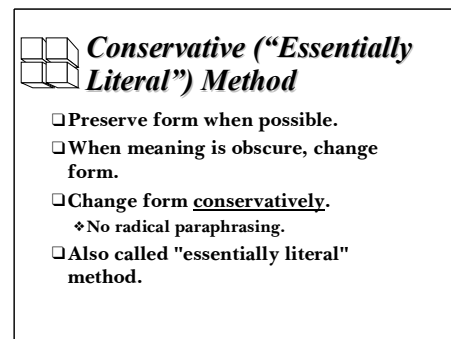 Conservative (“Essentially
Literal”) Method
❑Preserve form when possible.
❑When meaning is obscure, change
form.
❑Change form conservatively.
❖No radical paraphrasing.
❑Also called "essentially literal"
method.